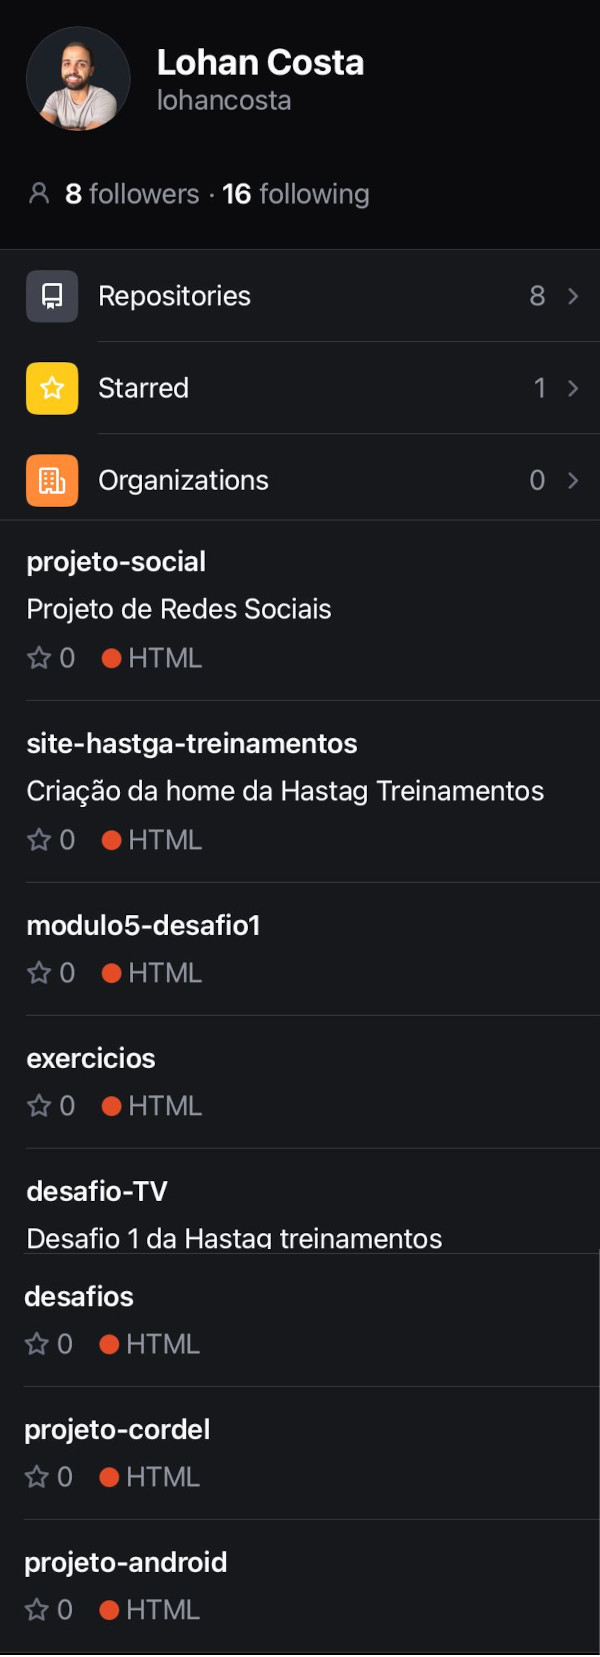 Lohan Costa
lohancosta
8 followers · 16 following
Repositories 8
Starred 1
Organizations 0
projeto-social
Projeto de Redes Sociais
0 HTML
site-hastga-treinamentos
Criação da home da Hastag Treinamentos
0 HTML
modulo5-desafio1
0 HTML
exercicios
0 HTML
desafio-TV
Desafio 1 da Hastag treinamentos
desafios
0 HTML
projeto-cordel
0 HTML
projeto-android
0 HTML